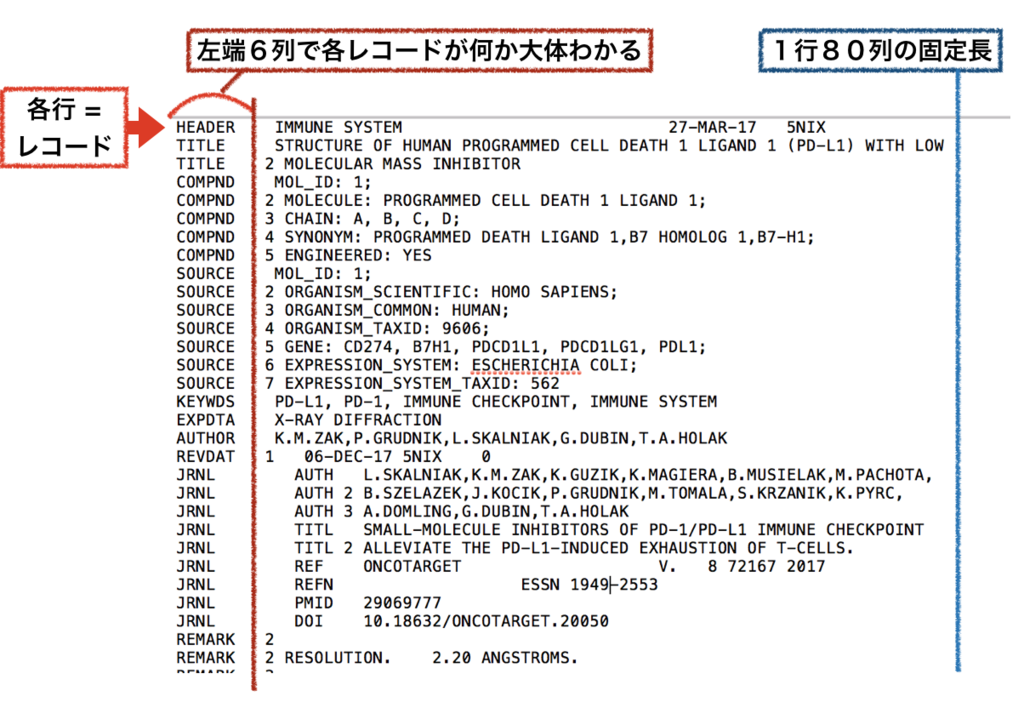 左端６列で各レコードが何か大体わかる
１行８０列の固定長
各行 =
レコード
HEADER    IMMUNE SYSTEM                           27-MAR-17   5NIX
TITLE     STRUCTURE OF HUMAN PROGRAMMED CELL DEATH 1 LIGAND 1 (PD-L1) WITH LOW
TITLE    2 MOLECULAR MASS INHIBITOR
COMPND    MOL_ID: 1;
COMPND   2 MOLECULE: PROGRAMMED CELL DEATH 1 LIGAND 1;
COMPND   3 CHAIN: A, B, C, D;
COMPND   4 SYNONYM: PROGRAMMED DEATH LIGAND 1,B7 HOMOLOG 1,B7-H1;
COMPND   5 ENGINEERED: YES
SOURCE    MOL_ID: 1;
SOURCE   2 ORGANISM_SCIENTIFIC: HOMO SAPIENS;
SOURCE   3 ORGANISM_COMMON: HUMAN;
SOURCE   4 ORGANISM_TAXID: 9606;
SOURCE   5 GENE: CD274, B7H1, PDCD1L1, PDCD1LG1, PDL1;
SOURCE   6 EXPRESSION_SYSTEM: ESCHERICHIA COLI;
SOURCE   7 EXPRESSION_SYSTEM_TAXID: 562
KEYWDS    PD-L1, PD-1, IMMUNE CHECKPOINT, IMMUNE SYSTEM
EXPDTA    X-RAY DIFFRACTION
AUTHOR    K.M.ZAK,P.GRUDNIK,L.SKALNIAK,G.DUBIN,T.A.HOLAK
REVDAT   1   06-DEC-17 5NIX    0
JRNL        AUTH   L.SKALNIAK,K.M.ZAK,K.GUZIK,K.MAGIERA,B.MUSIELAK,M.PACHOTA,
JRNL        AUTH 2 B.SZELAZEK,J.KOCIK,P.GRUDNIK,M.TOMALA,S.KRZANIK,K.PYRC,
JRNL        AUTH 3 A.DOMLING,G.DUBIN,T.A.HOLAK
JRNL        TITL   SMALL-MOLECULE INHIBITORS OF PD-1/PD-L1 IMMUNE CHECKPOINT
JRNL        TITL 2 ALLEVIATE THE PD-L1-INDUCED EXHAUSTION OF T-CELLS.
JRNL        REF    ONCOTARGET                    V.   8 72167 2017
JRNL        REFN                   ESSN 1949-2553
JRNL        PMID   29069777
JRNL        DOI    10.18632/ONCOTARGET.20050
REMARK   2
REMARK   2 RESOLUTION.    2.20 ANGSTROMS.